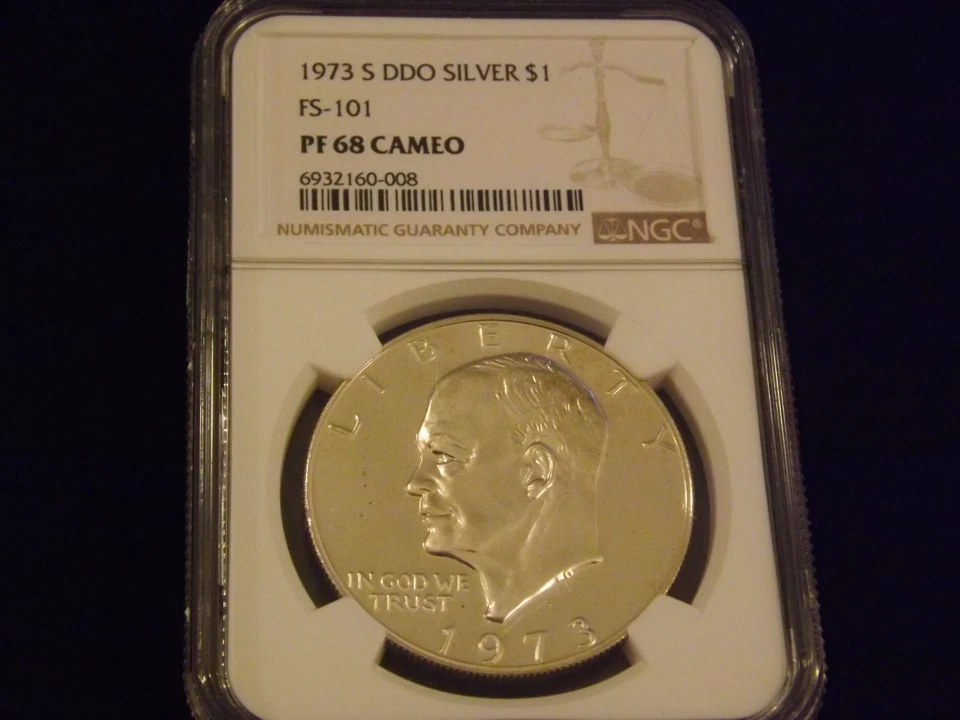 1973 S DDO SILVER $1
FS-101
PF 68 CAMEO
6932160-008
NUMISMATIC GUARANTY COMPANY NGC®
LIBERTY
IN GOD WE
TRUST
1973